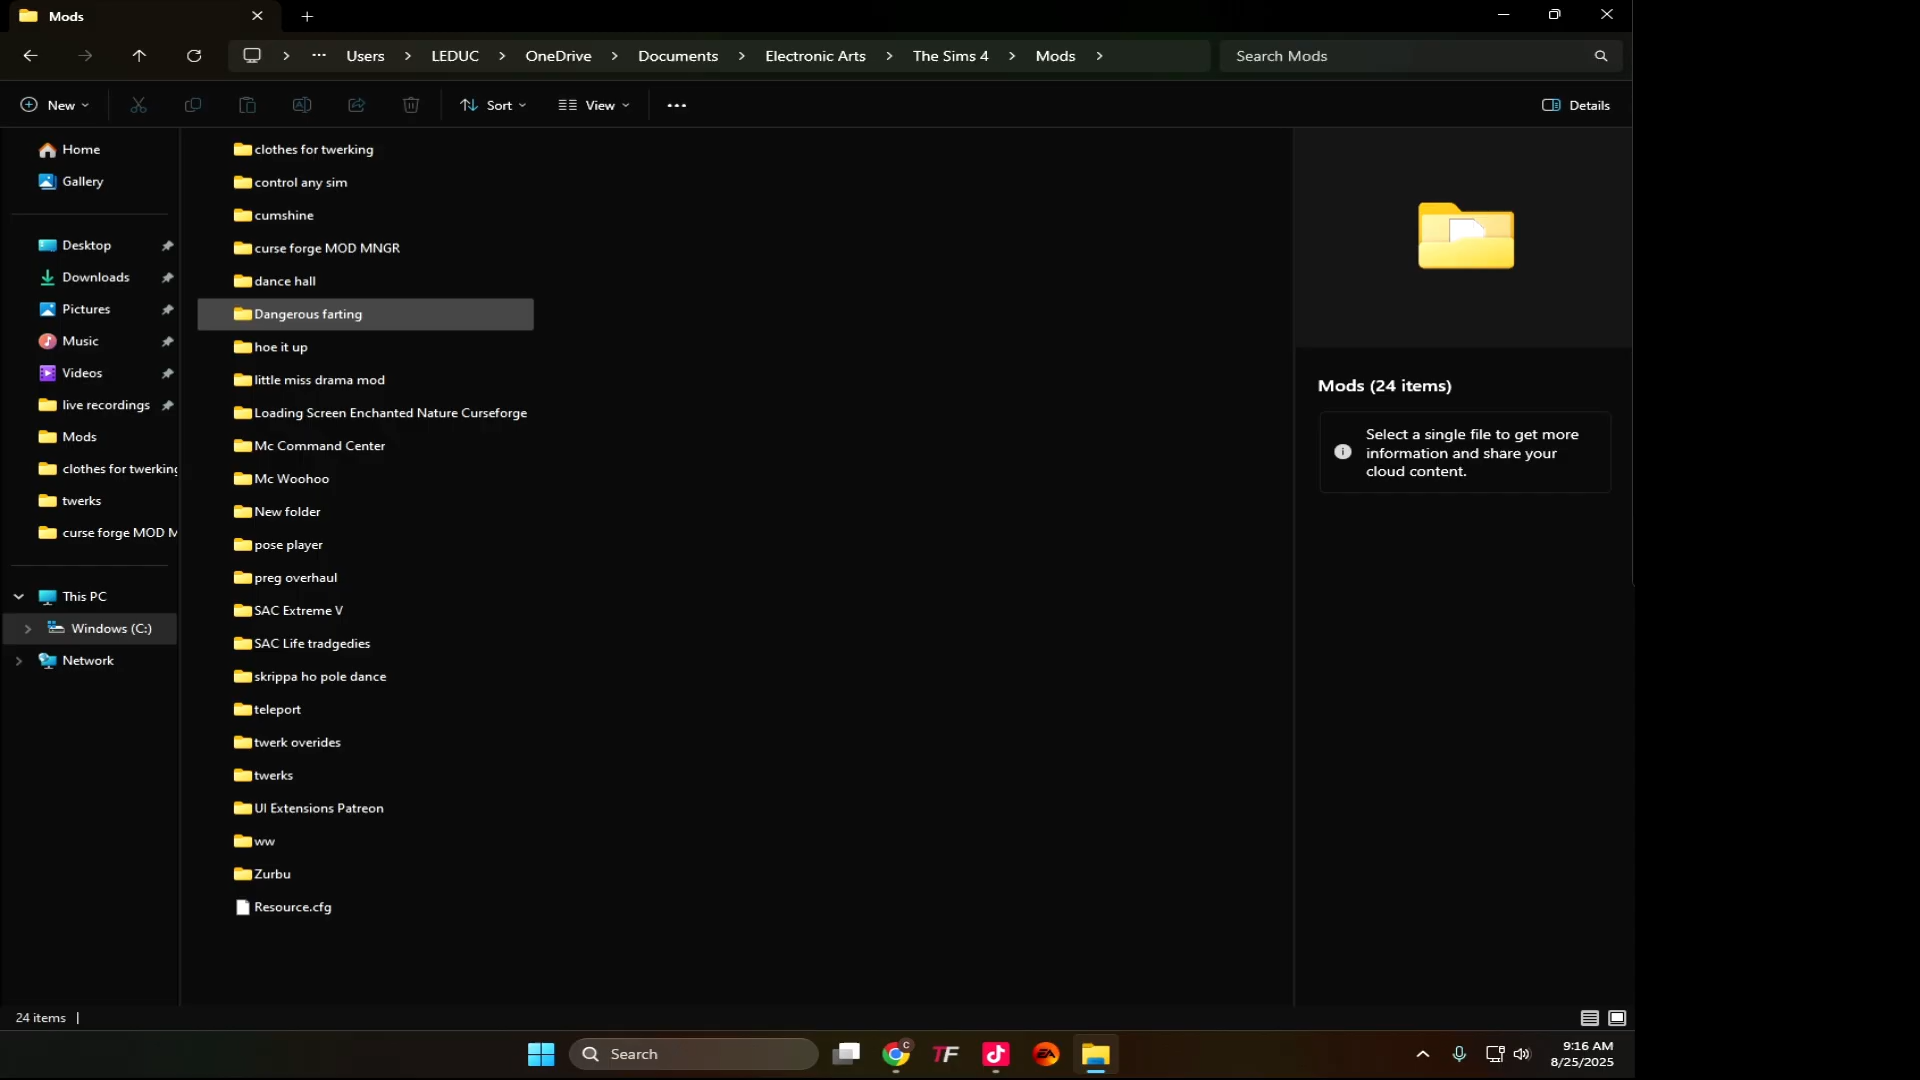 Mods
Users
LEDUC
OneDrive
Documents
Electronic Arts
The Sims 4
Mods
Search Mods
New
Sort
View
Details
Home
Gallery
Desktop
Downloads
Pictures
Music
Videos
live recordings
Mods
clothes for twerking
twerks
curse forge MOD M
This PC
Windows (C:)
Network
clothes for twerking
control any sim
cumshine
curse forge MOD MNGR
dance hall
Dangerous farting
hoe it up
little miss drama mod
Loading Screen Enchanted Nature Curseforge
Mc Command Center
Mc Woohoo
New folder
pose player
preg overhaul
SAC Extreme V
SAC Life tradgedies
skrippa ho pole dance
teleport
twerk overides
twerks
UI Extensions Patreon
ww
Zurbu
Resource.cfg
Mods (24 items)
Select a single file to get more
information and share your
cloud content.
24 items
Search
C
TF
EA
9:16 AM
8/25/2025